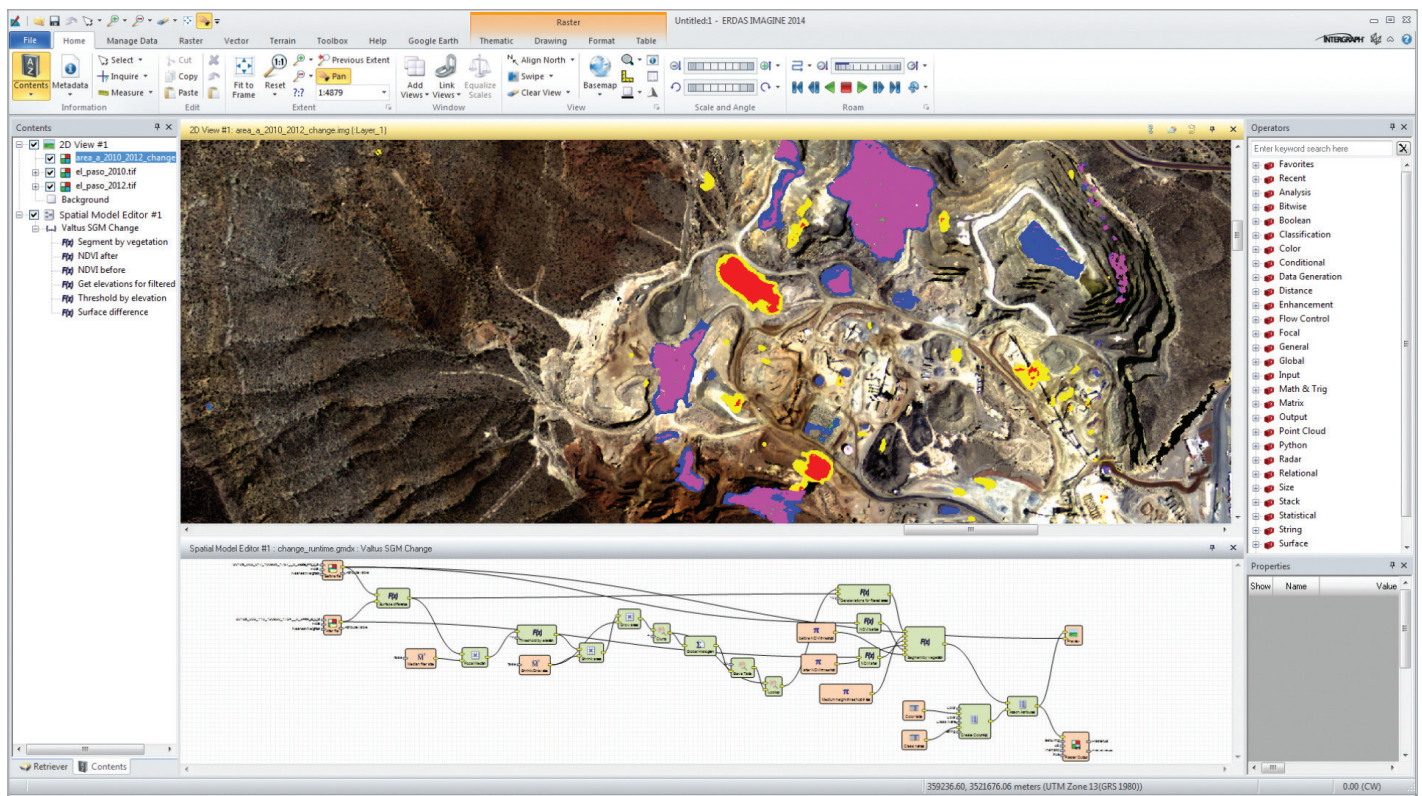 Raster
Untitled:1 - ERDAS IMAGINE 2014
File Home Manage Data Raster Vector Terrain Toolbox Help Google Earth Thematic Drawing Format Table
INTERGRAPH
Contents
Metadata
Select
Inquire
Measure
Information
Cut
Copy
Paste
Edit
Fit to Frame
1:1
Reset
?:?
Previous Extent
Pan
1:4879
Extent
Add Views
Link Views
Equalize Scales
Window
Align North
Swipe
Clear View
Basemap
View
Scale and Angle
Roam
Contents
2D View #1
area_a_2010_2012_change
el_paso_2010.tif
el_paso_2012.tif
Background
Spatial Model Editor #1
Valtus SGM Change
Segment by vegetation
NDVI after
NDVI before
Get elevations for filtered
Threshold by elevation
Surface difference
Retriever
Contents
2D View #1: area_a_2010_2012_change.img (:Layer_1)
Spatial Model Editor #1 : change_runtime.gmdx : Valtus SGM Change
Operators
Enter keyword search here
Favorites
Recent
Analysis
Bitwise
Boolean
Classification
Color
Conditional
Data Generation
Distance
Enhancement
Flow Control
Focal
General
Global
Input
Math & Trig
Matrix
Output
Point Cloud
Python
Radar
Relational
Size
Stack
Statistical
String
Surface
Properties
Show Name Value
359236.60, 3521676.06 meters (UTM Zone 13(GRS 1980))
0.00 (CW)